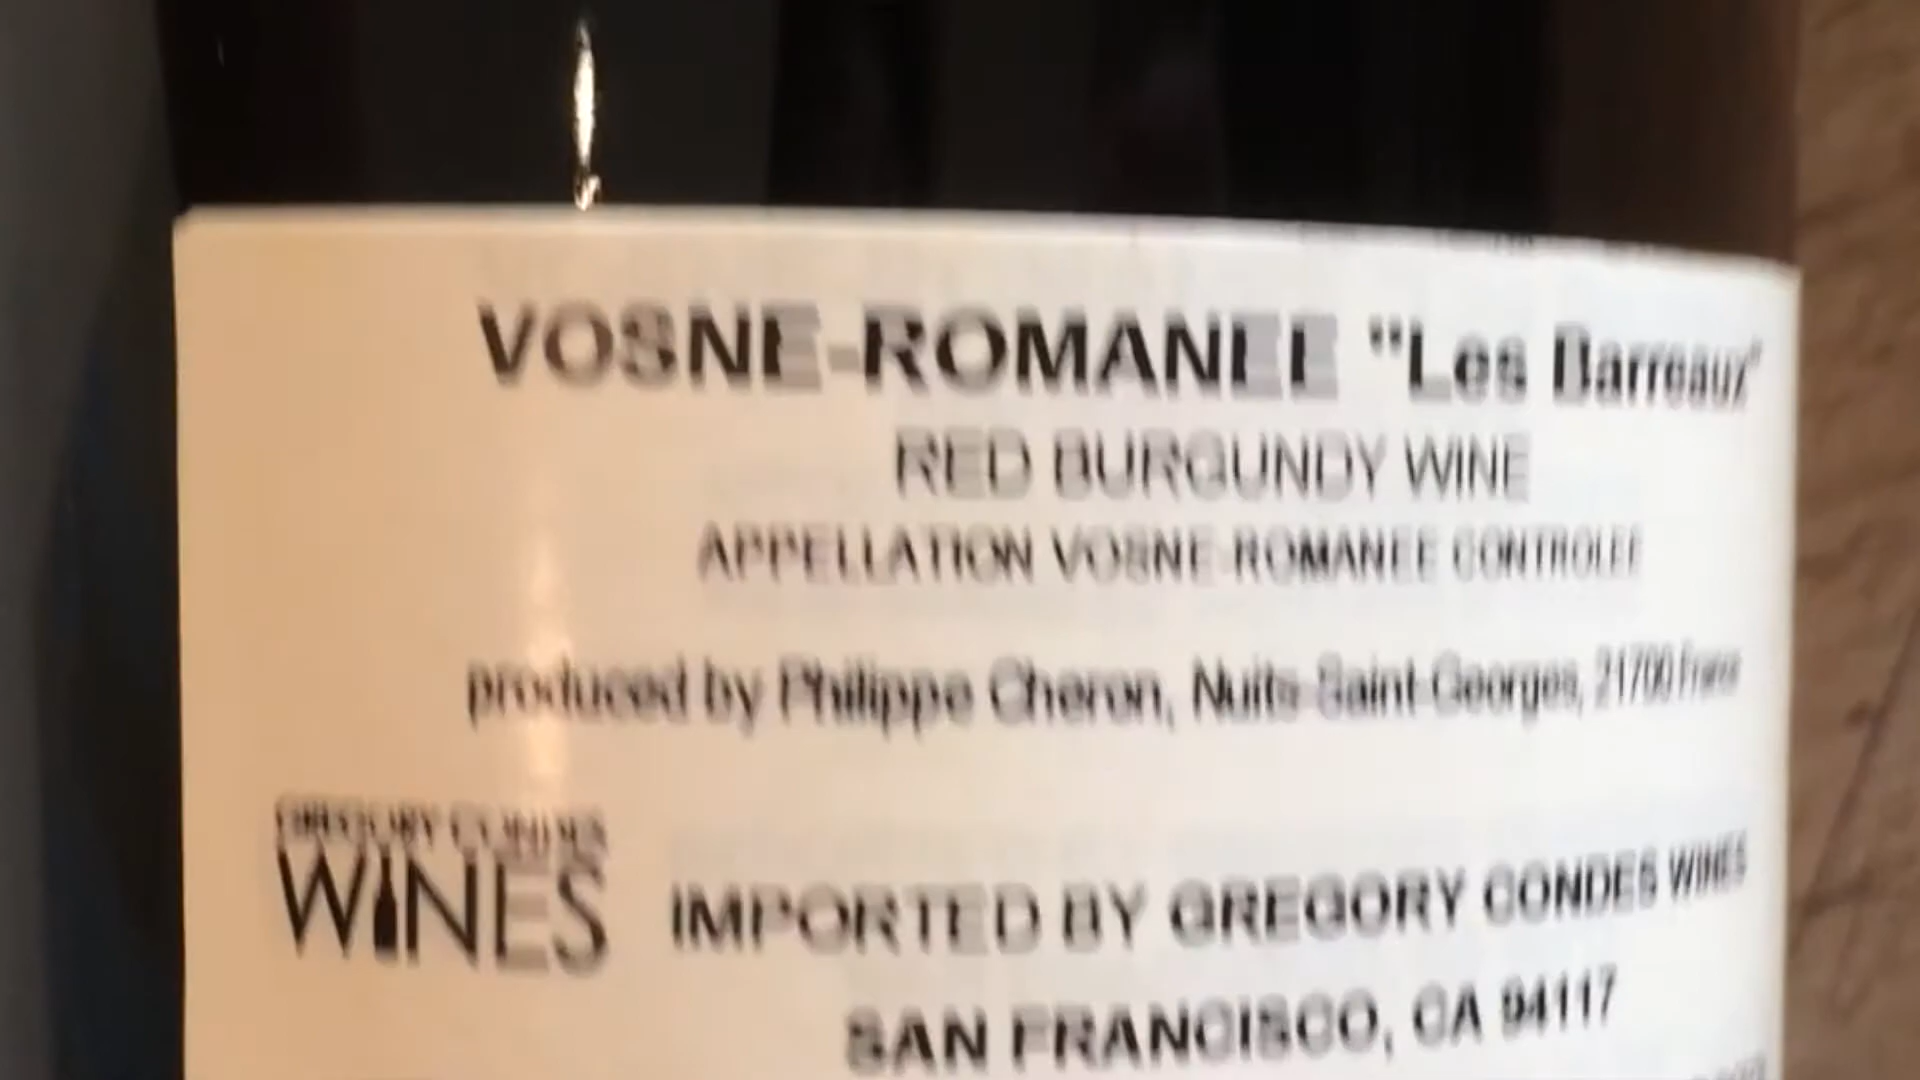 VOSNE-ROMANEE "Les Barreaux"
RED BURGUNDY WINE
APPELLATION VOSNE-ROMANEE CONTROLEE
produced by Philippe Cheron, Nuits-Saint-Georges, 21700 France
GREGORY CONDES
WINES
IMPORTED BY GREGORY CONDES WINES
SAN FRANCISCO, CA 94117